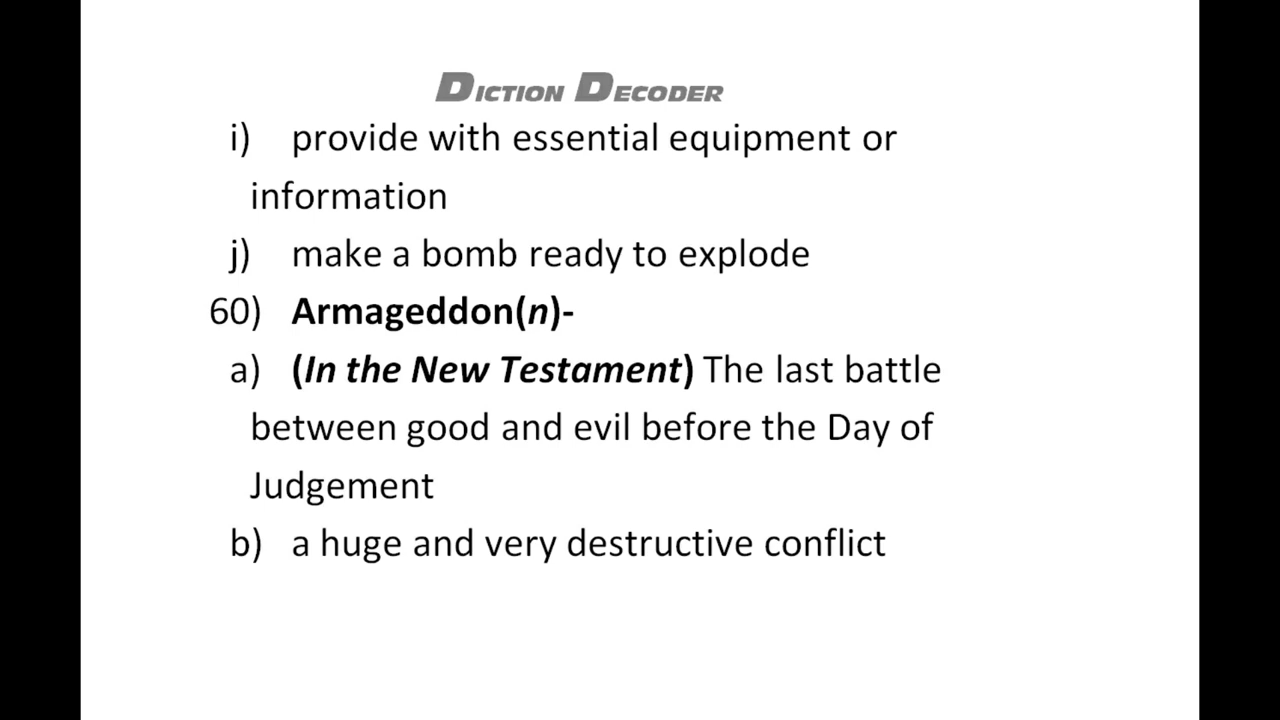 DICTION DECODER
i) provide with essential equipment or
information
j) make a bomb ready to explode
60) Armageddon(n)-
a) (In the New Testament) The last battle
between good and evil before the Day of
Judgement
b) a huge and very destructive conflict